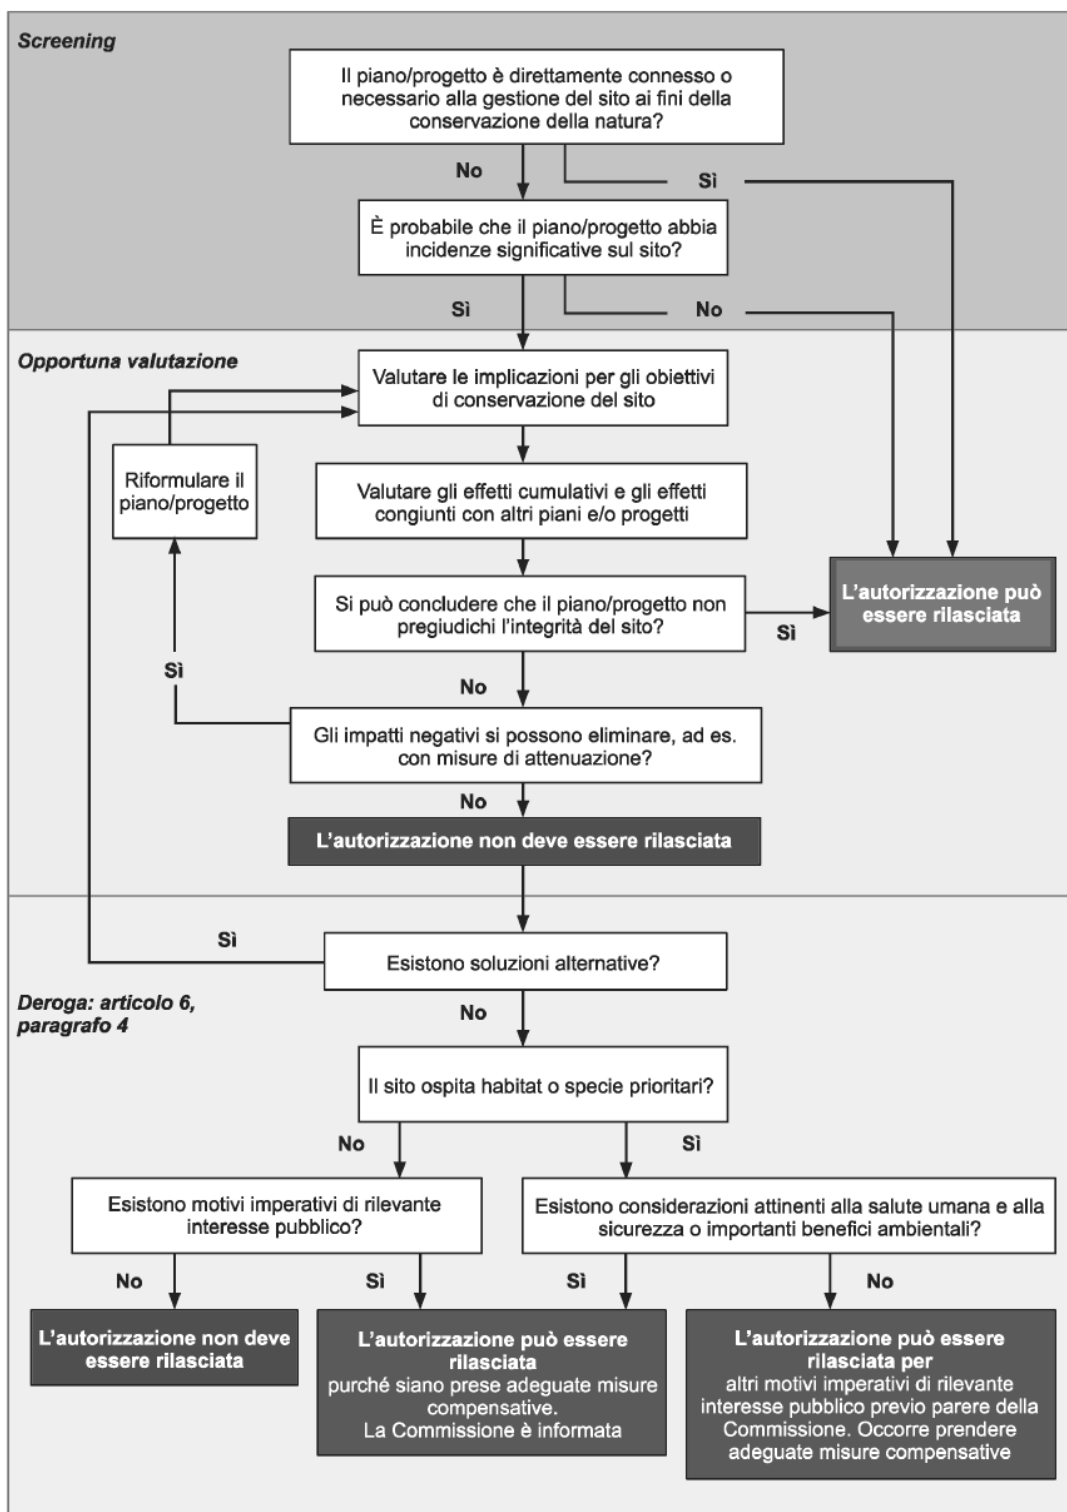 Screening
Il piano/progetto è direttamente connesso o
necessario alla gestione del sito ai fini della
conservazione della natura?
No
Sì
È probabile che il piano/progetto abbia
incidenze significative sul sito?
Sì
No
Opportuna valutazione
Valutare le implicazioni per gli obiettivi
di conservazione del sito
Riformulare il
piano/progetto
Valutare gli effetti cumulativi e gli effetti
congiunti con altri piani e/o progetti
Si può concludere che il piano/progetto non
pregiudichi l'integrità del sito?
Sì
L'autorizzazione può
essere rilasciata
Sì
No
Gli impatti negativi si possono eliminare, ad es.
con misure di attenuazione?
No
L'autorizzazione non deve essere rilasciata
Sì
Esistono soluzioni alternative?
Deroga: articolo 6,
paragrafo 4
No
Il sito ospita habitat o specie prioritari?
No
Sì
Esistono motivi imperativi di rilevante
interesse pubblico?
Esistono considerazioni attinenti alla salute umana e alla
sicurezza o importanti benefici ambientali?
No
Sì
Sì
No
L'autorizzazione non deve
essere rilasciata
L'autorizzazione può essere
rilasciata
purché siano prese adeguate misure
compensative.
La Commissione è informata
L'autorizzazione può essere
rilasciata per
altri motivi imperativi di rilevante
interesse pubblico previo parere della
Commissione. Occorre prendere
adeguate misure compensative